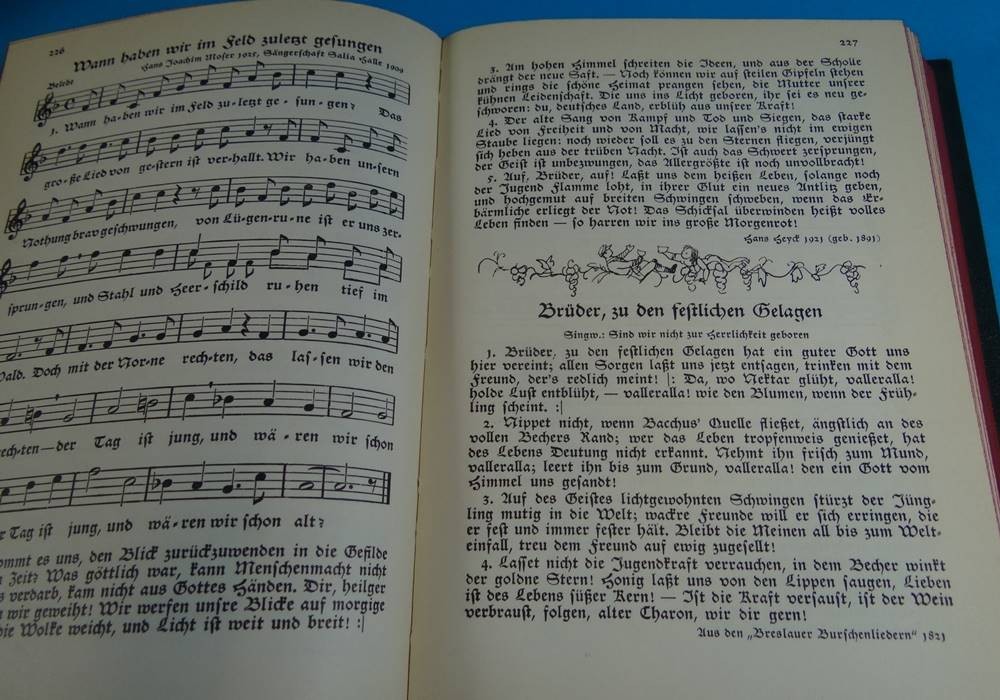 226
Wann haben wir im Feld zuletzt gesungen
Hans Joachim Moser 1925, Sängerschaft Salia Halle 1909
Belebt
1. Wann ha-ben wir im Feld zu-letzt ge-sun-gen? Das
gro-ße Lied von gestern ist ver-hallt. Wir ha-ben unsern
Nothung brav geschwungen, von Lü-gen-ru-ne ist er uns zer-
sprun-gen, und Stahl und Heer-schild ru-hen tief im
Wald. Doch mit der Nor-ne rech-ten, das las-sen wir den
rech-ten — der Tag ist jung, und wä-ren wir schon
r Tag ist jung, und wä-ren wir schon alt?
ommt es uns, den Blick zurückzuwenden in die Gefilde
Zeit? Was göttlich war, kann Menschenmacht nicht
s verdarb, kam nicht aus Gottes Händen. Dir, heilger
n wir geweiht! Wir werfen unsre Blicke auf morgige
die Wolke weicht, und Licht ist weit und breit! :|
227
3. Am hohen Himmel schreiten die Ideen, und aus der Scholle
drängt der neue Saft. — Noch können wir auf steilen Gipfeln stehen
und rings die schöne Heimat prangen sehen, die Mutter unsrer
kühnen Leidenschaft. Die uns ins Licht geboren, ihr sei es neu ge-
schworen: du, deutsches Land, erblüh aus unsrer Kraft!
4. Der alte Sang von Kampf und Tod und Siegen, das starke
Lied von Freiheit und von Macht, wir lassen's nicht im ewigen
Staube liegen: noch wieder soll es zu den Sternen fliegen, verjüngt
sich heben aus der trüben Nacht. Ist auch das Schwert zersprungen,
der Geist ist unbezwungen, das Allergrößte ist noch unvollbracht!
5. Auf, Brüder, auf! Laßt uns dem heißen Leben, solange noch
der Jugend Flamme loht, in ihrer Glut ein neues Antlitz geben,
und hochgemut auf breiten Schwingen schweben, wenn das Er-
bärmliche erliegt der Not! Das Schicksal überwinden heißt volles
Leben finden — so harren wir ins große Morgenrot!
Hans Heyck 1921 (geb. 1891)
Brüder, zu den festlichen Gelagen
Singw.: Sind wir nicht zur Herrlichkeit geboren
1. Brüder, zu den festlichen Gelagen hat ein guter Gott uns
hier vereint; allen Sorgen laßt uns jetzt entsagen, trinken mit dem
Freund, der's redlich meint! |: Da, wo Nektar glüht, valleralla!
holde Lust entblüht, — valleralla! wie den Blumen, wenn der Früh-
ling scheint. :|
2. Nippet nicht, wenn Bacchus' Quelle fließet, ängstlich an des
vollen Bechers Rand; wer das Leben tropfenweis genießet, hat
des Lebens Deutung nicht erkannt. Nehmt ihn frisch zum Mund,
valleralla; leert ihn bis zum Grund, valleralla! den ein Gott vom
Himmel uns gesandt!
3. Auf des Geistes lichtgewohnten Schwingen stürzt der Jüng-
ling mutig in die Welt; wackre Freunde will er sich erringen, die
er fest und immer fester hält. Bleibt die Meinen all bis zum Welt-
einfall, treu dem Freund auf ewig zugesellt!
4. Lasset nicht die Jugendkraft verrauchen, in dem Becher winkt
der goldne Stern! Honig laßt uns von den Lippen saugen, Lieben
ist des Lebens süßer Kern! — Ist die Kraft versaust, ist der Wein
verbraust, folgen, alter Charon, wir dir gern!
Aus den „Breslauer Burschenliedern" 1821